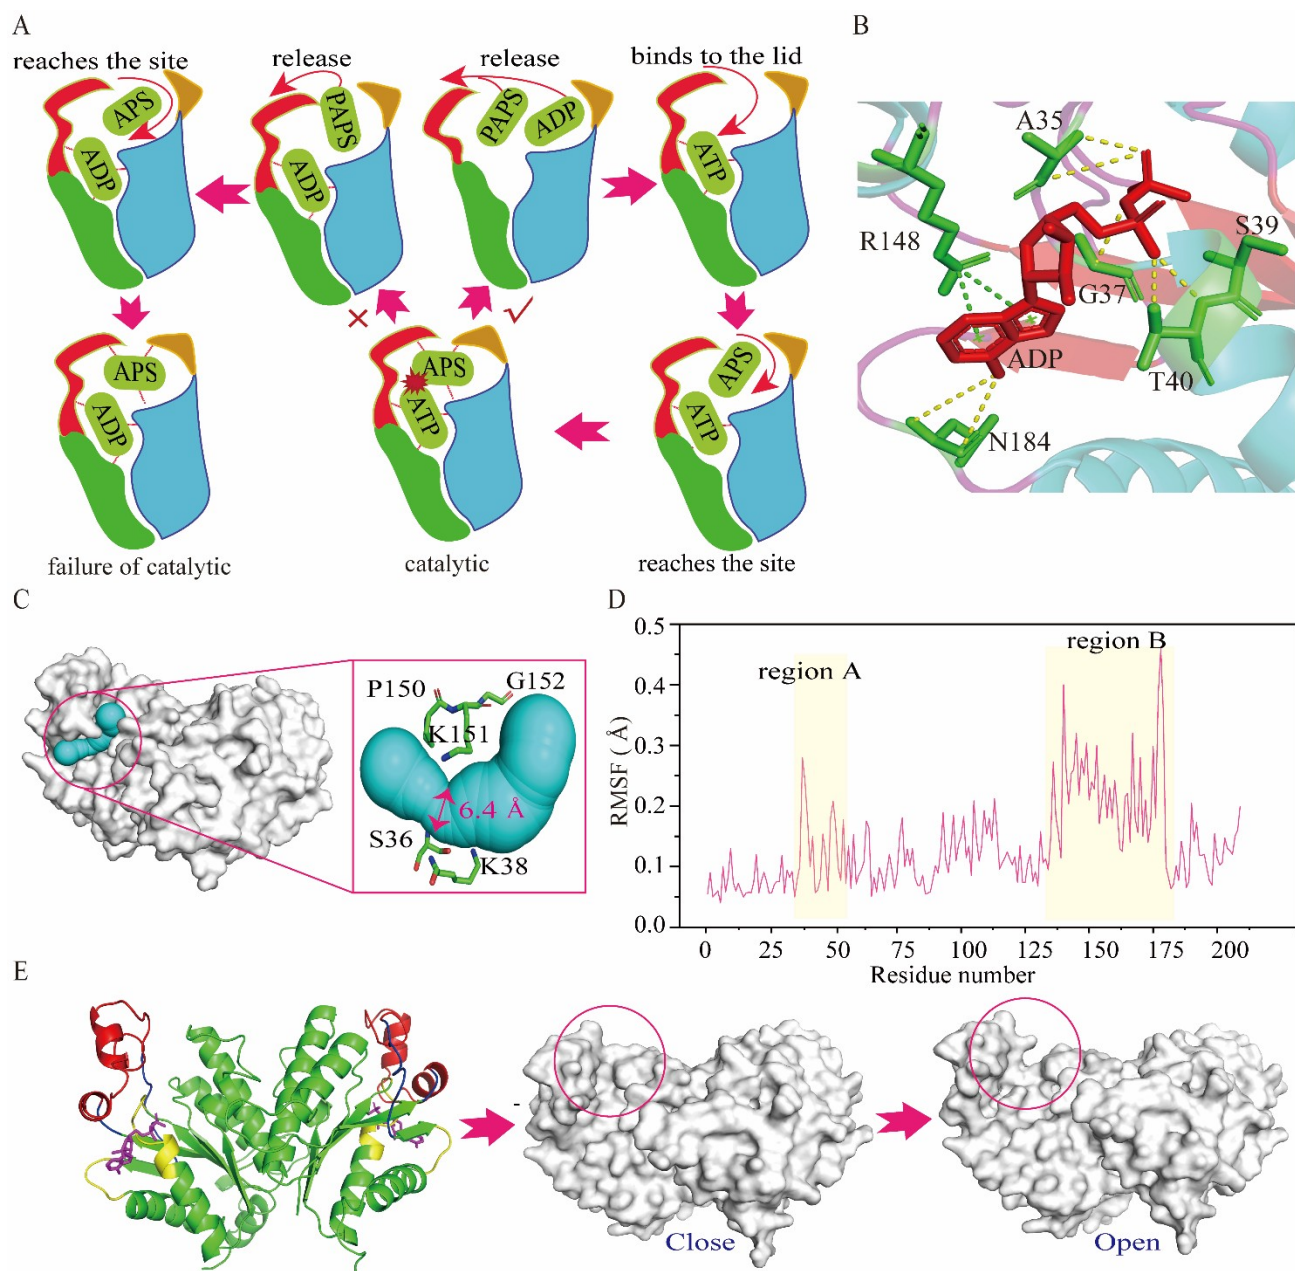 A
reaches the site
release
release
binds to the lid
APS
ADP
PAPS
ADP
PAPS
ADP
ATP
APS
ADP
failure of catalytic
×
√
APS
ATP
catalytic
APS
ATP
reaches the site
B
A35
R148
S39
G37
ADP
T40
N184
C
P150
G152
K151
6.4 Å
S36
K38
D
region A
region B
RMSF (Å)
0.5
0.4
0.3
0.2
0.1
0.0
0 25 50 75 100 125 150 175 200
Residue number
E
-
Close
Open